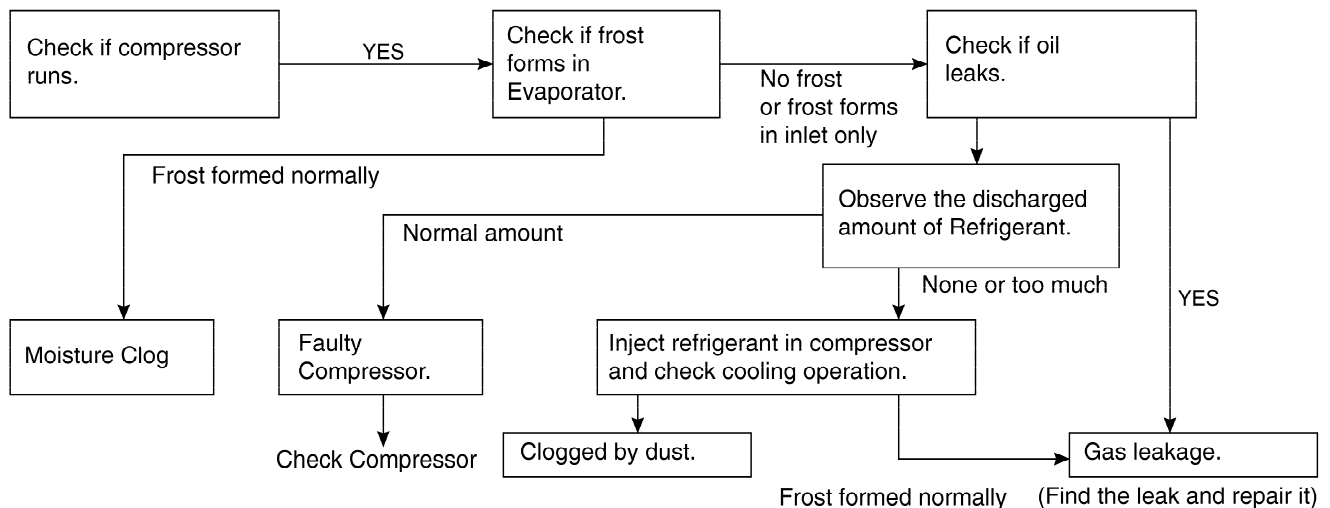 Check if compressor
runs.
YES
Check if frost
forms in
Evaporator.
No frost
or frost forms
in inlet only
Check if oil
leaks.
Frost formed normally
Observe the discharged
amount of Refrigerant.
Normal amount
None or too much
YES
Moisture Clog
Faulty
Compressor.
Inject refrigerant in compressor
and check cooling operation.
Check Compressor
Clogged by dust.
Gas leakage.
Frost formed normally
(Find the leak and repair it)